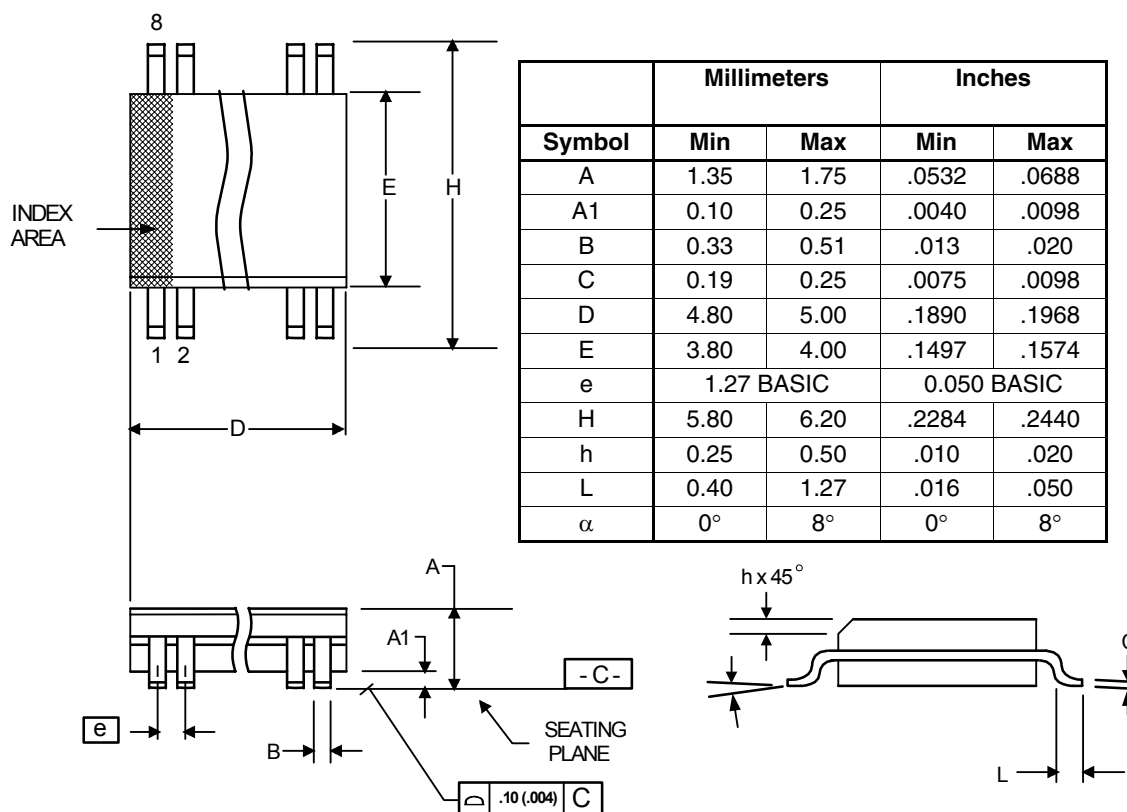 8
INDEX
AREA
E
H
1 2
D
Millimeters Inches
Symbol Min Max Min Max
A 1.35 1.75 .0532 .0688
A1 0.10 0.25 .0040 .0098
B 0.33 0.51 .013 .020
C 0.19 0.25 .0075 .0098
D 4.80 5.00 .1890 .1968
E 3.80 4.00 .1497 .1574
e 1.27 BASIC 0.050 BASIC
H 5.80 6.20 .2284 .2440
h 0.25 0.50 .010 .020
L 0.40 1.27 .016 .050
α 0° 8° 0° 8°
A
A1
- C -
e
B
SEATING
PLANE
.10 (.004) C
h x 45°
L